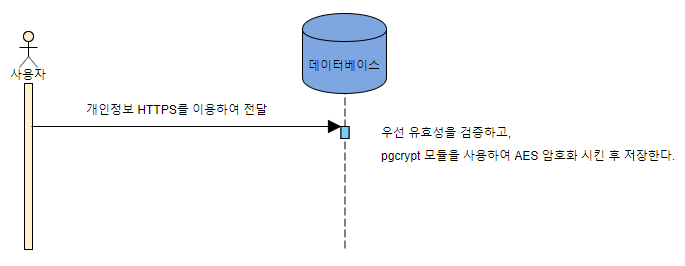 사용자
데이터베이스
개인정보 HTTPS를 이용하여 전달
우선 유효성을 검증하고,
pgcrypt 모듈을 사용하여 AES 암호화 시킨 후 저장한다.